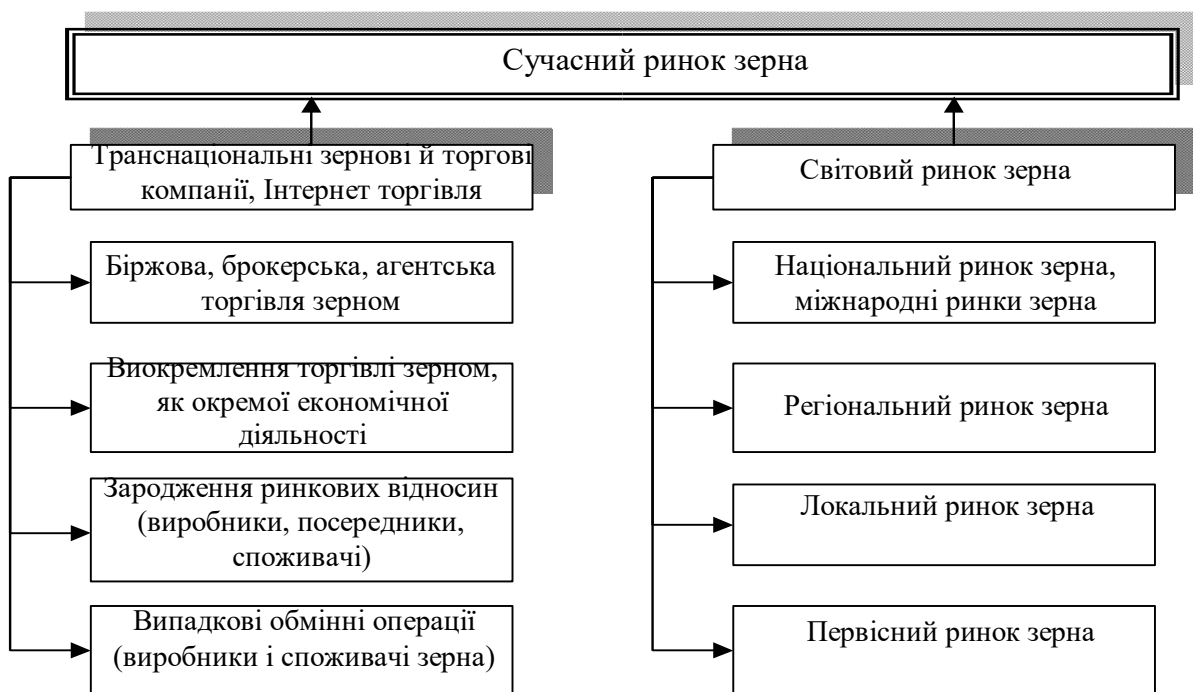 Сучасний ринок зерна
Транснаціональні зернові й торгові
компанії, Інтернет торгівля
Біржова, брокерська, агентська
торгівля зерном
Виокремлення торгівлі зерном,
як окремої економічної
діяльності
Зародження ринкових відносин
(виробники, посередники,
споживачі)
Випадкові обмінні операції
(виробники і споживачі зерна)
Світовий ринок зерна
Національний ринок зерна,
міжнародні ринки зерна
Регіональний ринок зерна
Локальний ринок зерна
Первісний ринок зерна